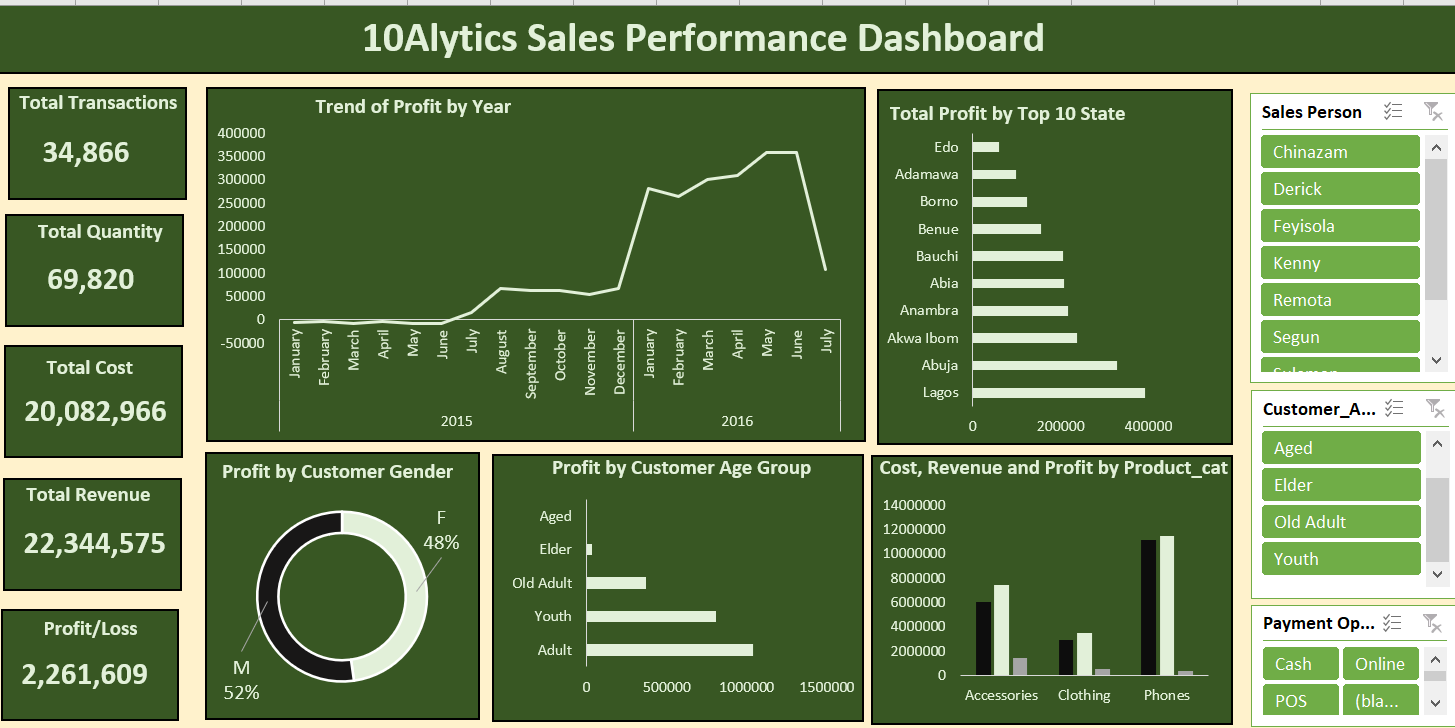 10Alytics Sales Performance Dashboard
Total Transactions
34,866
Total Quantity
69,820
Total Cost
20,082,966
Total Revenue
22,344,575
Profit/Loss
2,261,609
Trend of Profit by Year
400000
350000
300000
250000
200000
150000
100000
50000
0
-50000
January
February
March
April
May
June
July
August
September
October
November
December
January
February
March
April
May
June
July
2015
2016
Total Profit by Top 10 State
Edo
Adamawa
Borno
Benue
Bauchi
Abia
Anambra
Akwa Ibom
Abuja
Lagos
0 200000 400000
Profit by Customer Gender
F
48%
M
52%
Profit by Customer Age Group
Aged
Elder
Old Adult
Youth
Adult
0 500000 1000000 1500000
Cost, Revenue and Profit by Product_cat
14000000
12000000
10000000
8000000
6000000
4000000
2000000
0
Accessories Clothing Phones
Sales Person
Chinazam
Derick
Feyisola
Kenny
Remota
Segun
Customer_A...
Aged
Elder
Old Adult
Youth
Payment Op...
Cash Online
POS (bla...